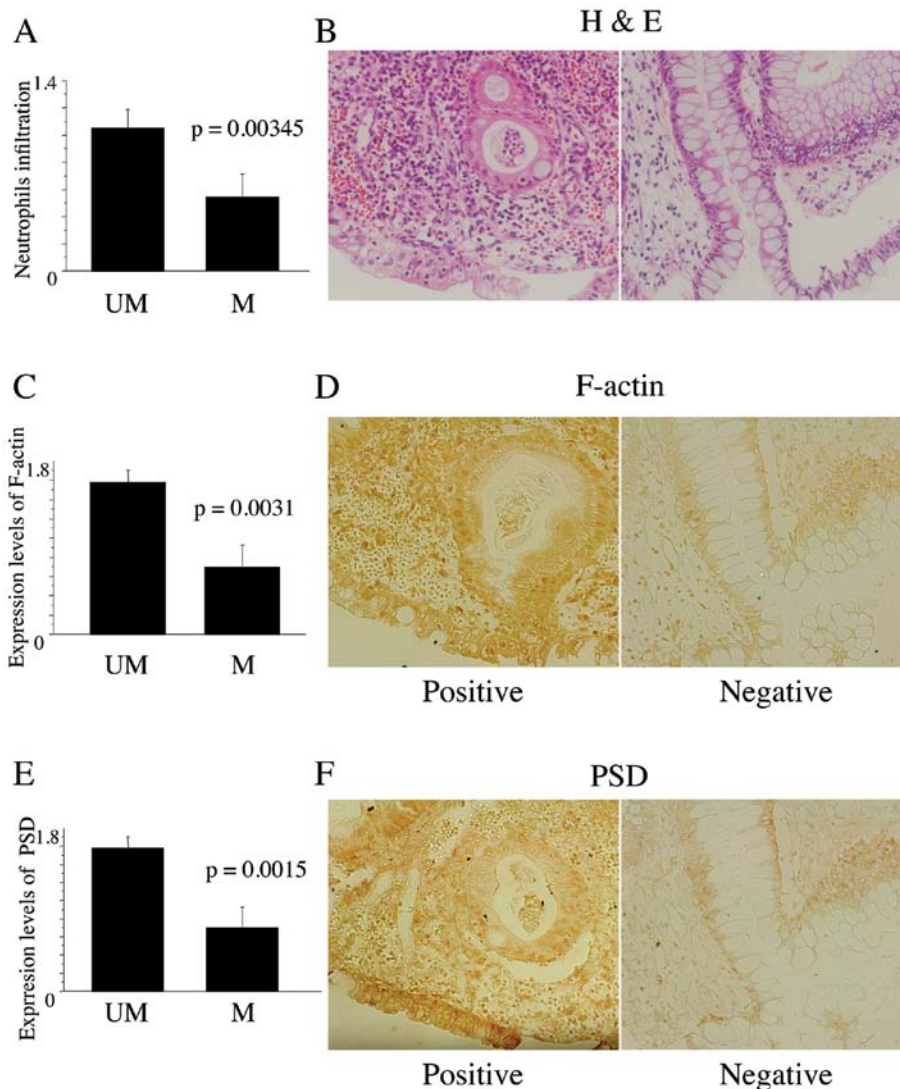 A
B
H & E
Neutrophils infiltration
1.4
p = 0.00345
0
UM
M
C
D
F-actin
Expression levels of F-actin
1.8
p = 0.0031
0
UM
M
Positive
Negative
E
F
PSD
Exprresion levels of PSD
1.8
p = 0.0015
0
UM
M
Positive
Negative